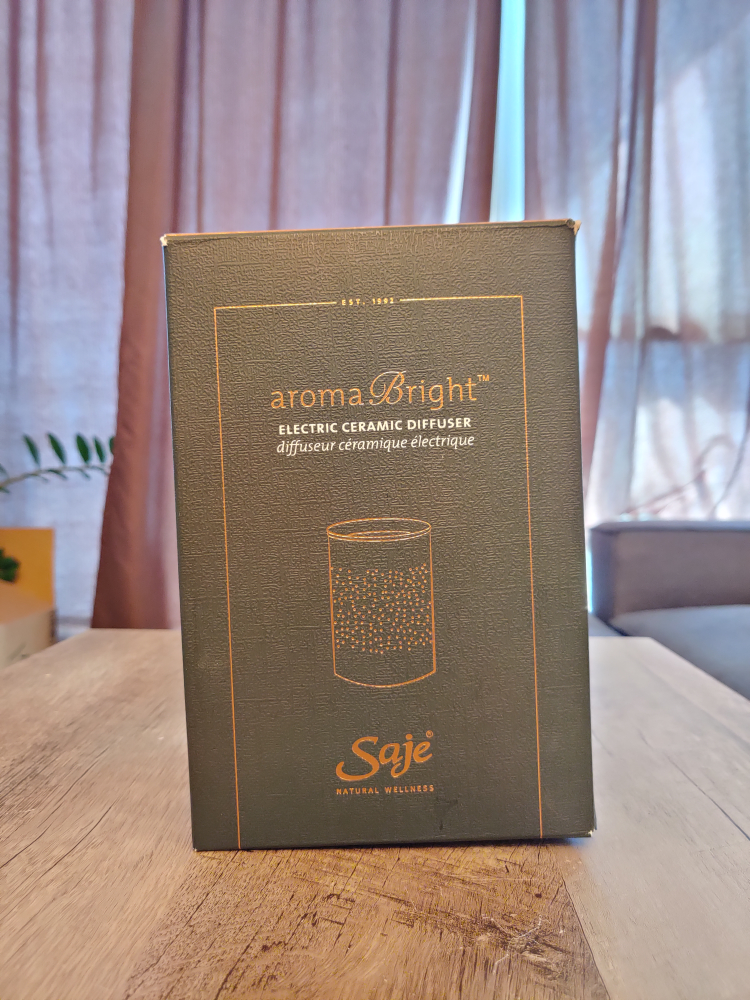 EST. 1992
aromaBright™
ELECTRIC CERAMIC DIFFUSER
diffuseur céramique électrique
Saje®
NATURAL WELLNESS